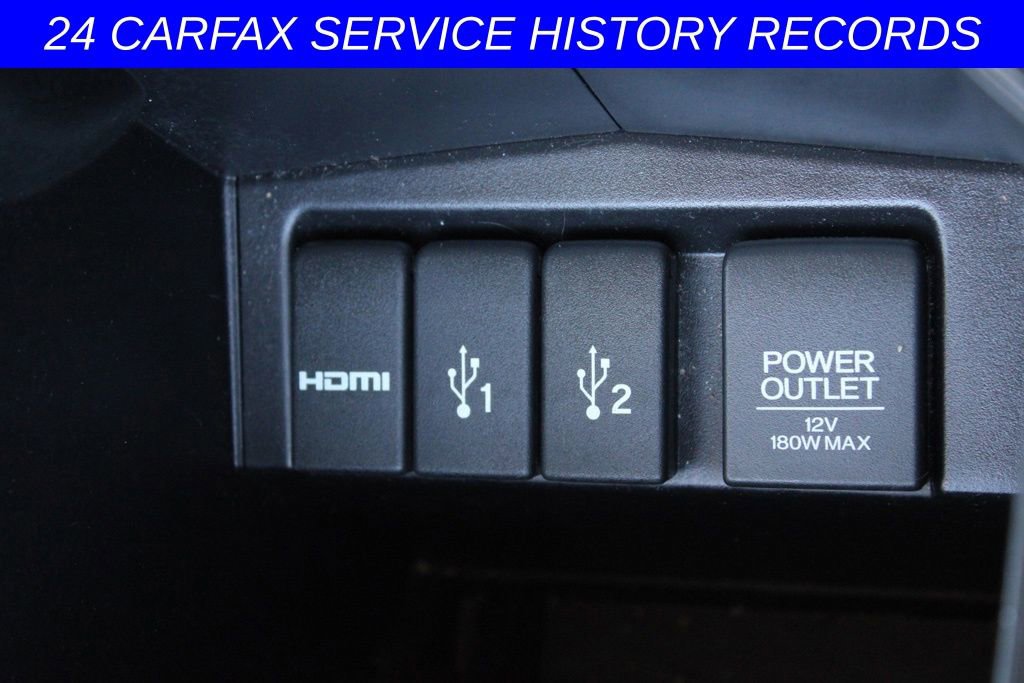 24 CARFAX SERVICE HISTORY RECORDS
HDMI
1
2
POWER
OUTLET
12V
180W MAX